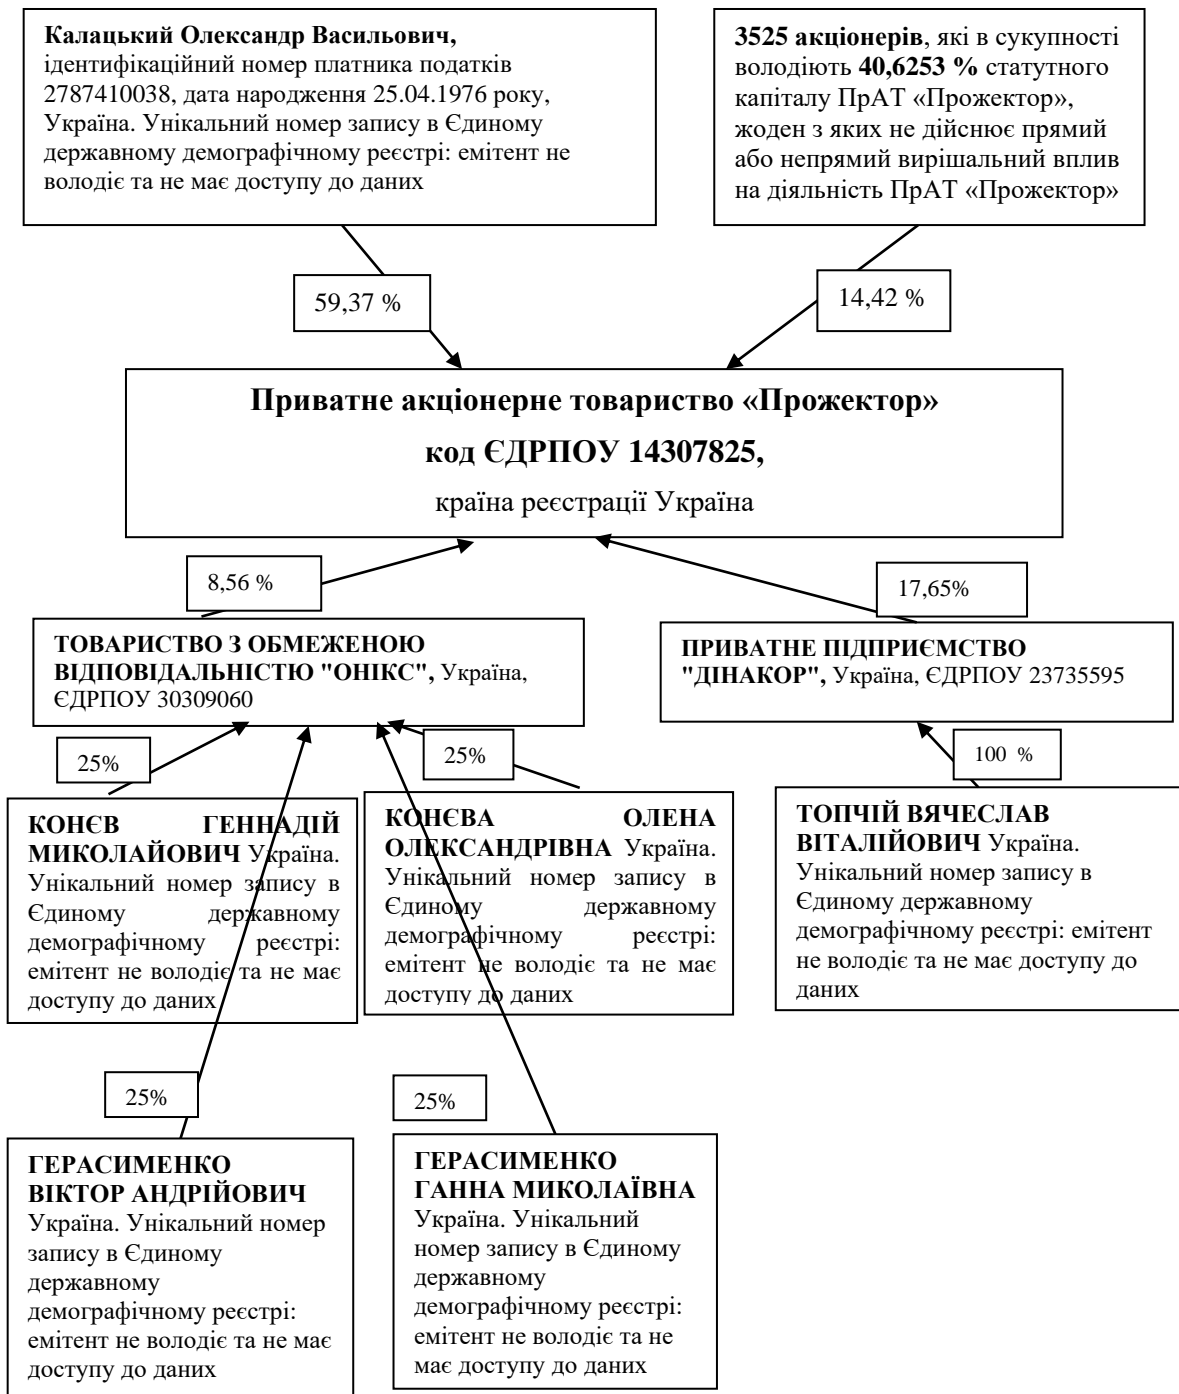 Калацький Олександр Васильович,
ідентифікаційний номер платника податків
2787410038, дата народження 25.04.1976 року,
Україна. Унікальний номер запису в Єдиному
державному демографічному реєстрі: емітент не
володіє та не має доступу до даних
3525 акціонерів, які в сукупності
володіють 40,6253 % статутного
капіталу ПрАТ «Прожектор»,
жоден з яких не дійснює прямий
або непрямий вирішальний вплив
на діяльність ПрАТ «Прожектор»
59,37 %
14,42 %
Приватне акціонерне товариство «Прожектор»
код ЄДРПОУ 14307825,
країна реєстрації Україна
8,56 %
17,65%
ТОВАРИСТВО З ОБМЕЖЕНОЮ
ВІДПОВІДАЛЬНІСТЮ "ОНІКС", Україна,
ЄДРПОУ 30309060
ПРИВАТНЕ ПІДПРИЄМСТВО
"ДІНАКОР", Україна, ЄДРПОУ 23735595
25%
25%
100 %
КОНЄВ ГЕННАДІЙ
МИКОЛАЙОВИЧ Україна.
Унікальний номер запису в
Єдиному державному
демографічному реєстрі:
емітент не володіє та не має
доступу до даних
КОНЄВА ОЛЕНА
ОЛЕКСАНДРІВНА Україна.
Унікальний номер запису в
Єдиному державному
демографічному реєстрі:
емітент не володіє та не має
доступу до даних
ТОПЧІЙ ВЯЧЕСЛАВ
ВІТАЛІЙОВИЧ Україна.
Унікальний номер запису в
Єдиному державному
демографічному реєстрі: емітент
не володіє та не має доступу до
даних
25%
25%
ГЕРАСИМЕНКО
ВІКТОР АНДРІЙОВИЧ
Україна. Унікальний номер
запису в Єдиному
державному
демографічному реєстрі:
емітент не володіє та не має
доступу до даних
ГЕРАСИМЕНКО
ГАННА МИКОЛАЇВНА
Україна. Унікальний
номер запису в Єдиному
державному
демографічному реєстрі:
емітент не володіє та не
має доступу до даних